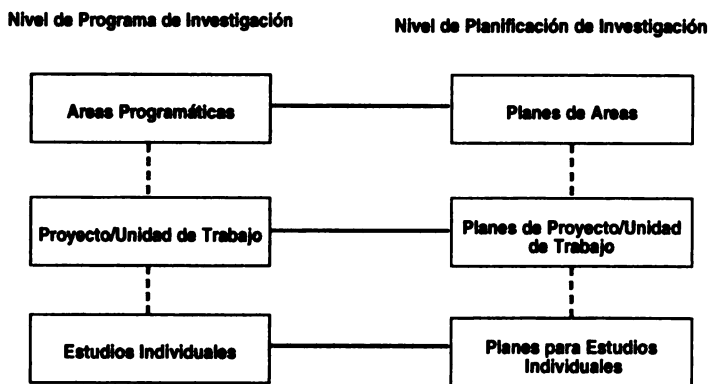 Nivel de Programa de Investigación
Nivel de Planificación de Investigación
Areas Programáticas
Planes de Areas
Proyecto/Unidad de Trabajo
Planes de Proyecto/Unidad
de Trabajo
Estudios Individuales
Planes para Estudios
Individuales